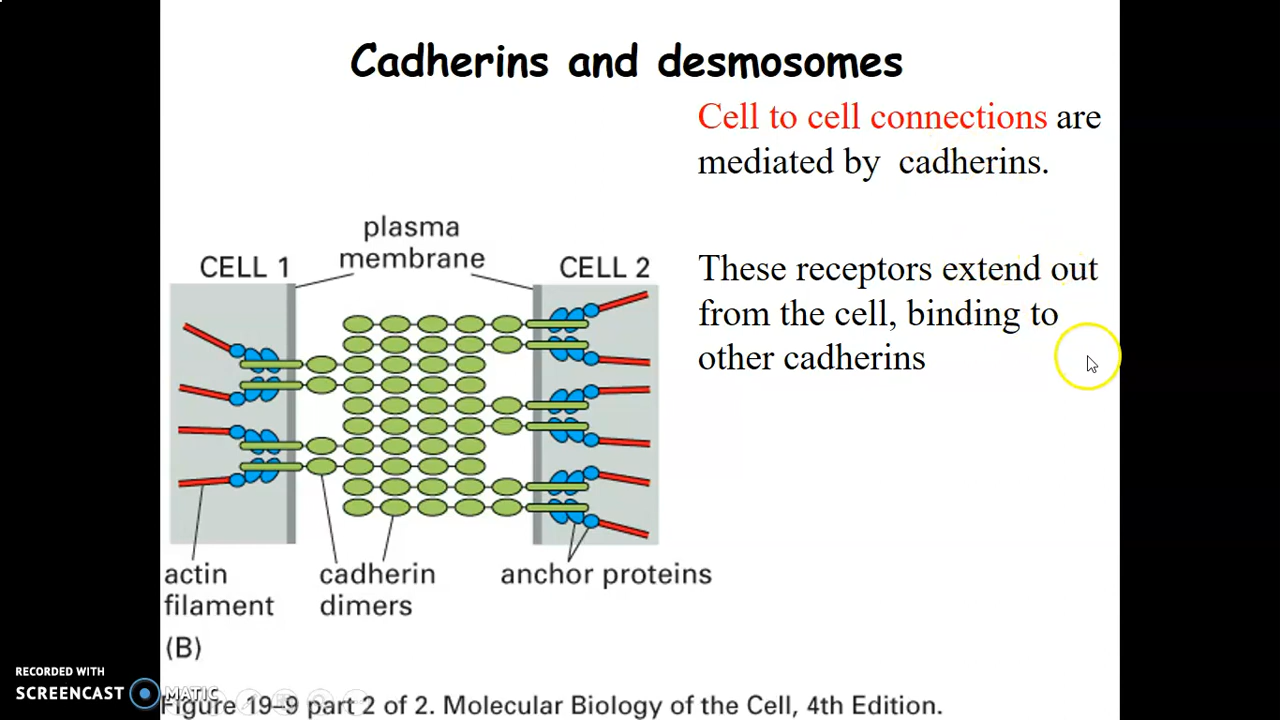 Cadherins and desmosomes
Cell to cell connections are
mediated by cadherins.
These receptors extend out
from the cell, binding to
other cadherins
plasma
membrane
CELL 1
CELL 2
actin
filament
cadherin
dimers
anchor proteins
(B)
Figure 19-9 part 2 of 2. Molecular Biology of the Cell, 4th Edition.
RECORDED WITH
SCREENCAST MATIC